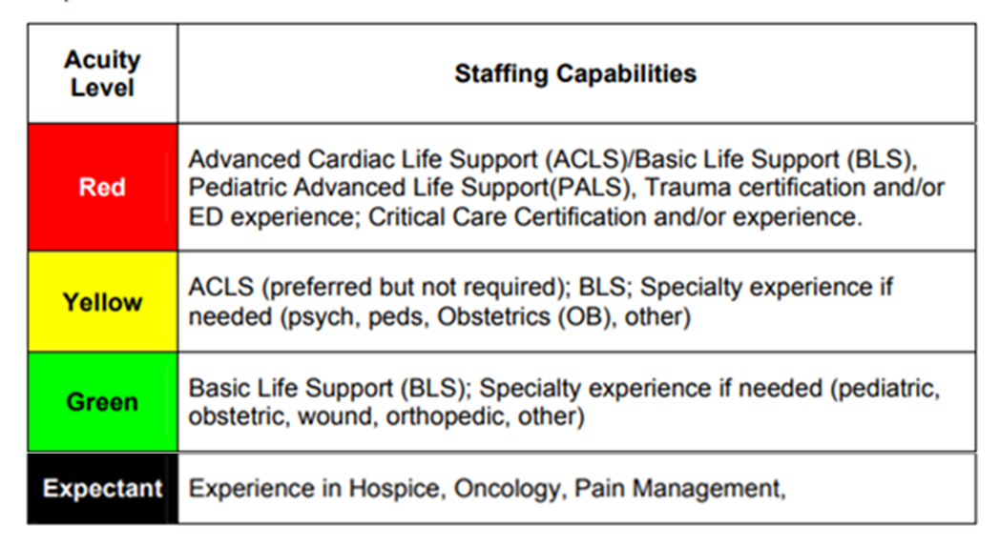 Acuity
Level
Staffing Capabilities
Red
Advanced Cardiac Life Support (ACLS)/Basic Life Support (BLS),
Pediatric Advanced Life Support(PALS), Trauma certification and/or
ED experience; Critical Care Certification and/or experience.
Yellow
ACLS (preferred but not required); BLS; Specialty experience if
needed (psych, peds, Obstetrics (OB), other)
Green
Basic Life Support (BLS); Specialty experience if needed (pediatric,
obstetric, wound, orthopedic, other)
Expectant
Experience in Hospice, Oncology, Pain Management,